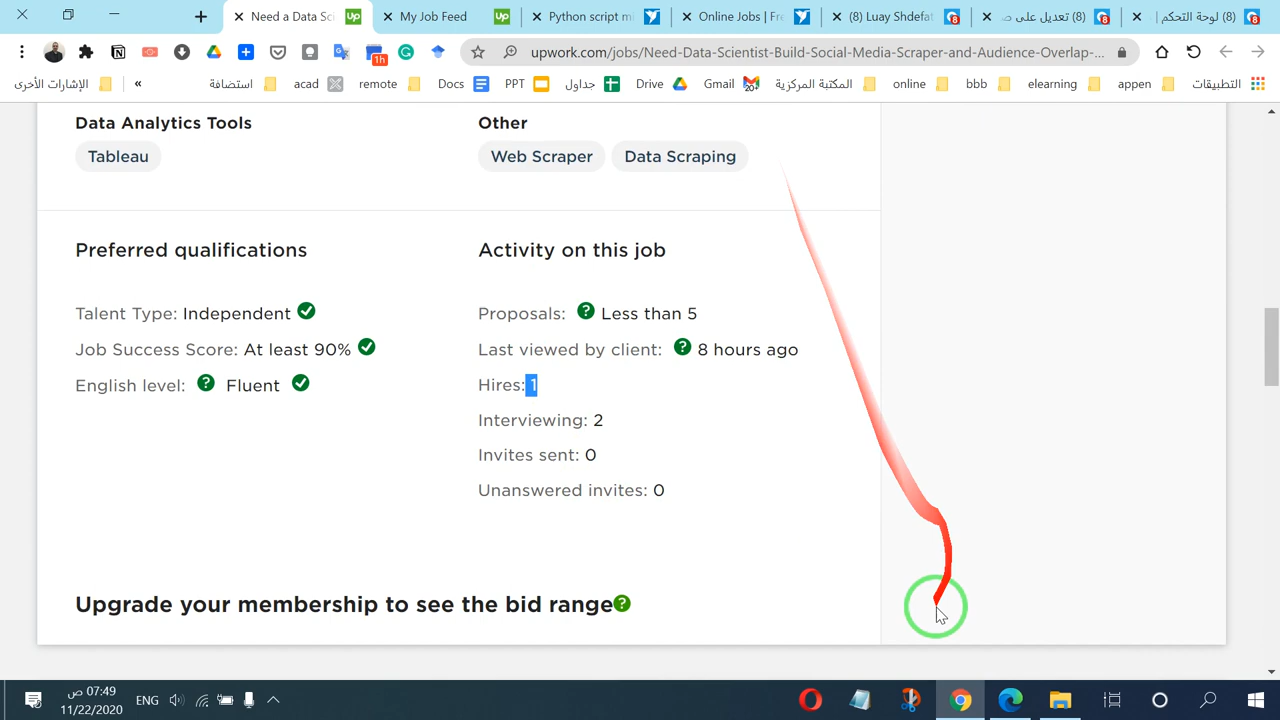 Need a Data Sci
My Job Feed
Python script mi
Online Jobs | Fre
(8) Luay Shdefat
(8) تعديل على ص
(8) لوحة التحكم
upwork.com/jobs/Need-Data-Scientist-Build-Social-Media-Scraper-and-Audience-Overlap-...
1h
الإشارات الأخرى
«
استضافة
acad
remote
Docs
PPT
جداول
Drive
Gmail
20+
المكتبة المركزية
online
bbb
elearning
appen
التطبيقات
Data Analytics Tools
Tableau
Other
Web Scraper
Data Scraping
Preferred qualifications
Talent Type: Independent
Job Success Score: At least 90%
English level: ? Fluent
Activity on this job
Proposals: ? Less than 5
Last viewed by client: ? 8 hours ago
Hires: 1
Interviewing: 2
Invites sent: 0
Unanswered invites: 0
Upgrade your membership to see the bid range ?
07:49 ص
11/22/2020
ENG